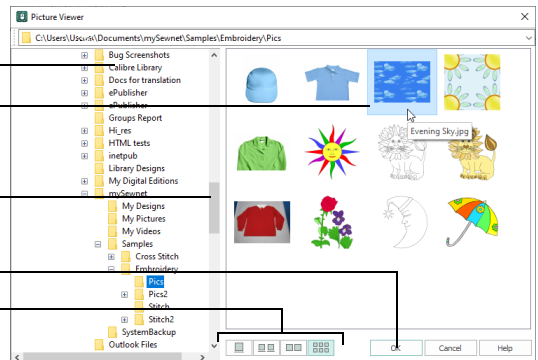 Picture Viewer
C:\Users\Users\Documents\mySewnet\Samples\Embroidery\Pics
Bug Screenshots
Calibre Library
Docs for translation
ePublisher
ePublisher
Groups Report
Hi_res
HTML tests
inetpub
Library Designs
My Digital Editions
mySewnet
My Designs
My Pictures
My Videos
Samples
Cross Stitch
Embroidery
Pics
Pics2
Stitch
Stitch2
SystemBackup
Outlook Files
Evening Sky.jpg
OK
Cancel
Help